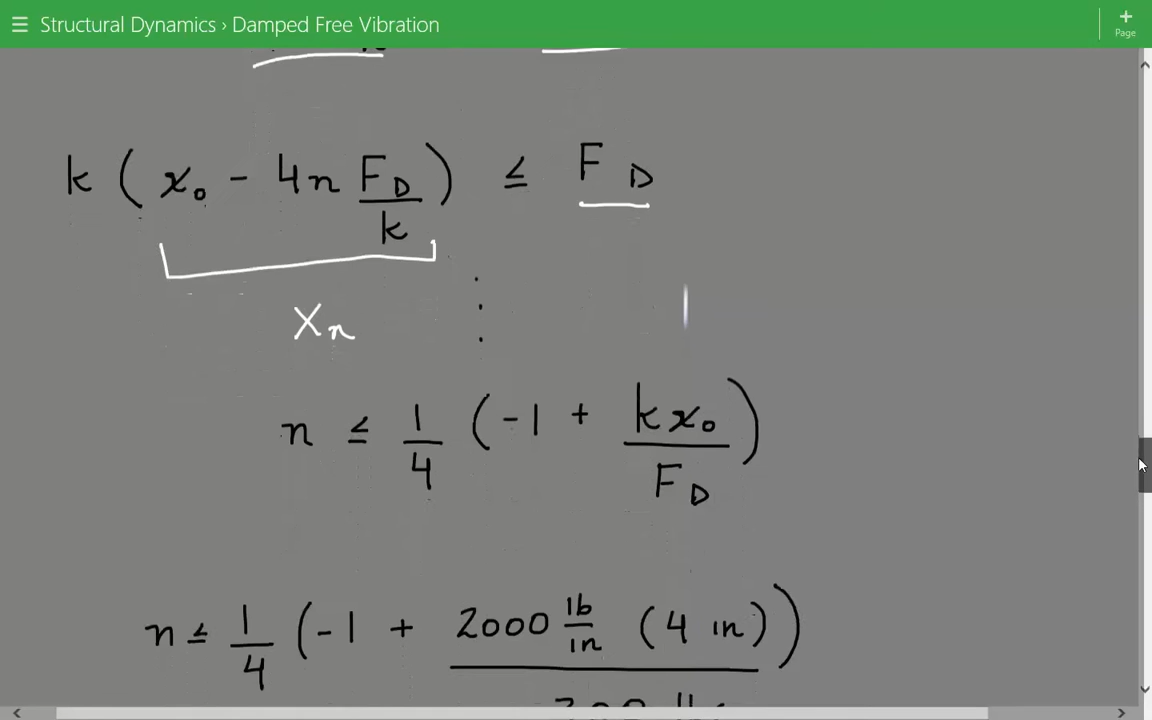 Structural Dynamics › Damped Free Vibration
Page
k ( x₀ - 4n F_D/k ) ≤ F_D
Xₙ
n ≤ 1/4 ( -1 + kx₀/F_D )
n ≤ 1/4 ( -1 + 2000 lb/in (4 in) )